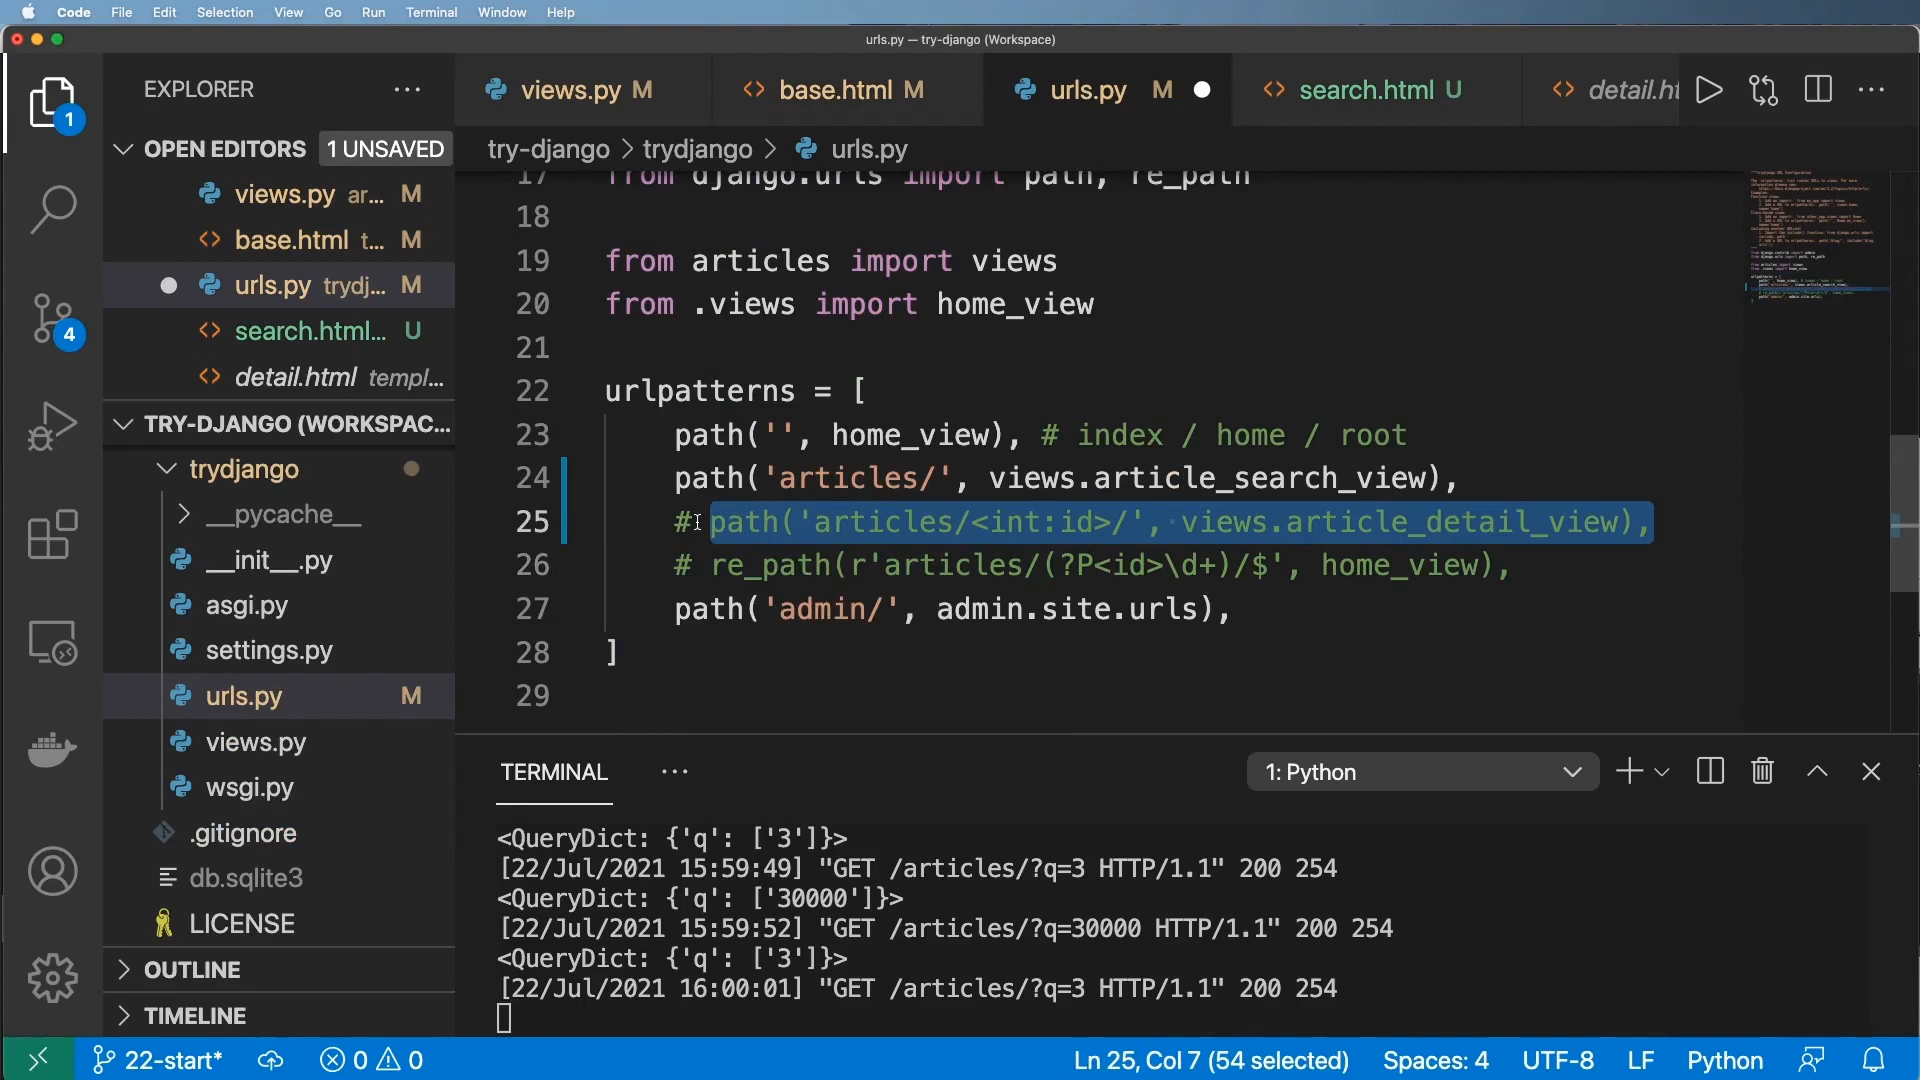 Code File Edit Selection View Go Run Terminal Window Help
urls.py — try-django (Workspace)
EXPLORER
1
OPEN EDITORS 1 UNSAVED
views.py ar... M
base.html t... M
urls.py trydj... M
search.html... U
detail.html templ...
4
TRY-DJANGO (WORKSPAC...
trydjango
__pycache__
__init__.py
asgi.py
settings.py
urls.py M
views.py
wsgi.py
.gitignore
db.sqlite3
LICENSE
OUTLINE
TIMELINE
views.py M base.html M urls.py M search.html U detail.ht
try-django > trydjango > urls.py
17 from django.urls import path, re_path
18
19 from articles import views
20 from .views import home_view
21
22 urlpatterns = [
23 path('', home_view), # index / home / root
24 path('articles/', views.article_search_view),
25 # path('articles/<int:id>/', views.article_detail_view),
26 # re_path(r'articles/(?P<id>\d+)/$', home_view),
27 path('admin/', admin.site.urls),
28 ]
29
TERMINAL ··· 1: Python
<QueryDict: {'q': ['3']}>
[22/Jul/2021 15:59:49] "GET /articles/?q=3 HTTP/1.1" 200 254
<QueryDict: {'q': ['30000']}>
[22/Jul/2021 15:59:52] "GET /articles/?q=30000 HTTP/1.1" 200 254
<QueryDict: {'q': ['3']}>
[22/Jul/2021 16:00:01] "GET /articles/?q=3 HTTP/1.1" 200 254
22-start* 0 0 Ln 25, Col 7 (54 selected) Spaces: 4 UTF-8 LF Python